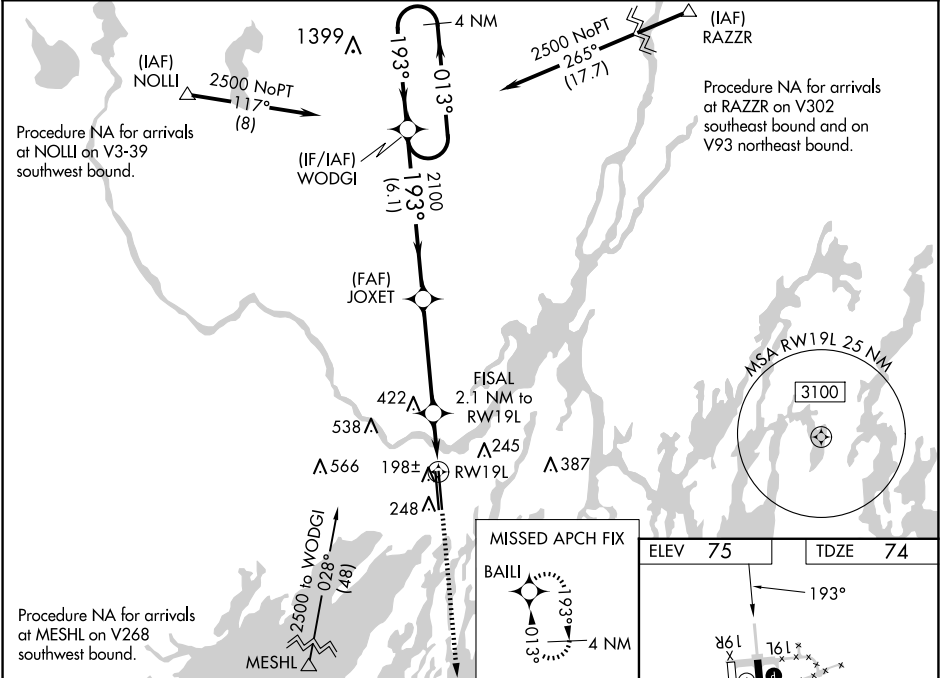 1399
193°
013°
4 NM
(IAF)
NOLLI
2500 NoPT
117°
(8)
Procedure NA for arrivals
at NOLLI on V3-39
southwest bound.
2500 NoPT
265°
(17.7)
(IAF)
RAZZR
Procedure NA for arrivals
at RAZZR on V302
southeast bound and on
V93 northeast bound.
(IF/IAF)
WODGI
2100
193°
(6.1)
(FAF)
JOXET
FISAL
2.1 NM to
RW19L
422
538
566
198±
RW19L
245
387
248
MSA RW19L 25 NM
3100
2500 to WODGI
028°
(48)
MESHL
Procedure NA for arrivals
at MESHL on V268
southwest bound.
MISSED APCH FIX
BAILI
193°
013°
4 NM
ELEV 75
TDZE 74
193°
19R
19L
P